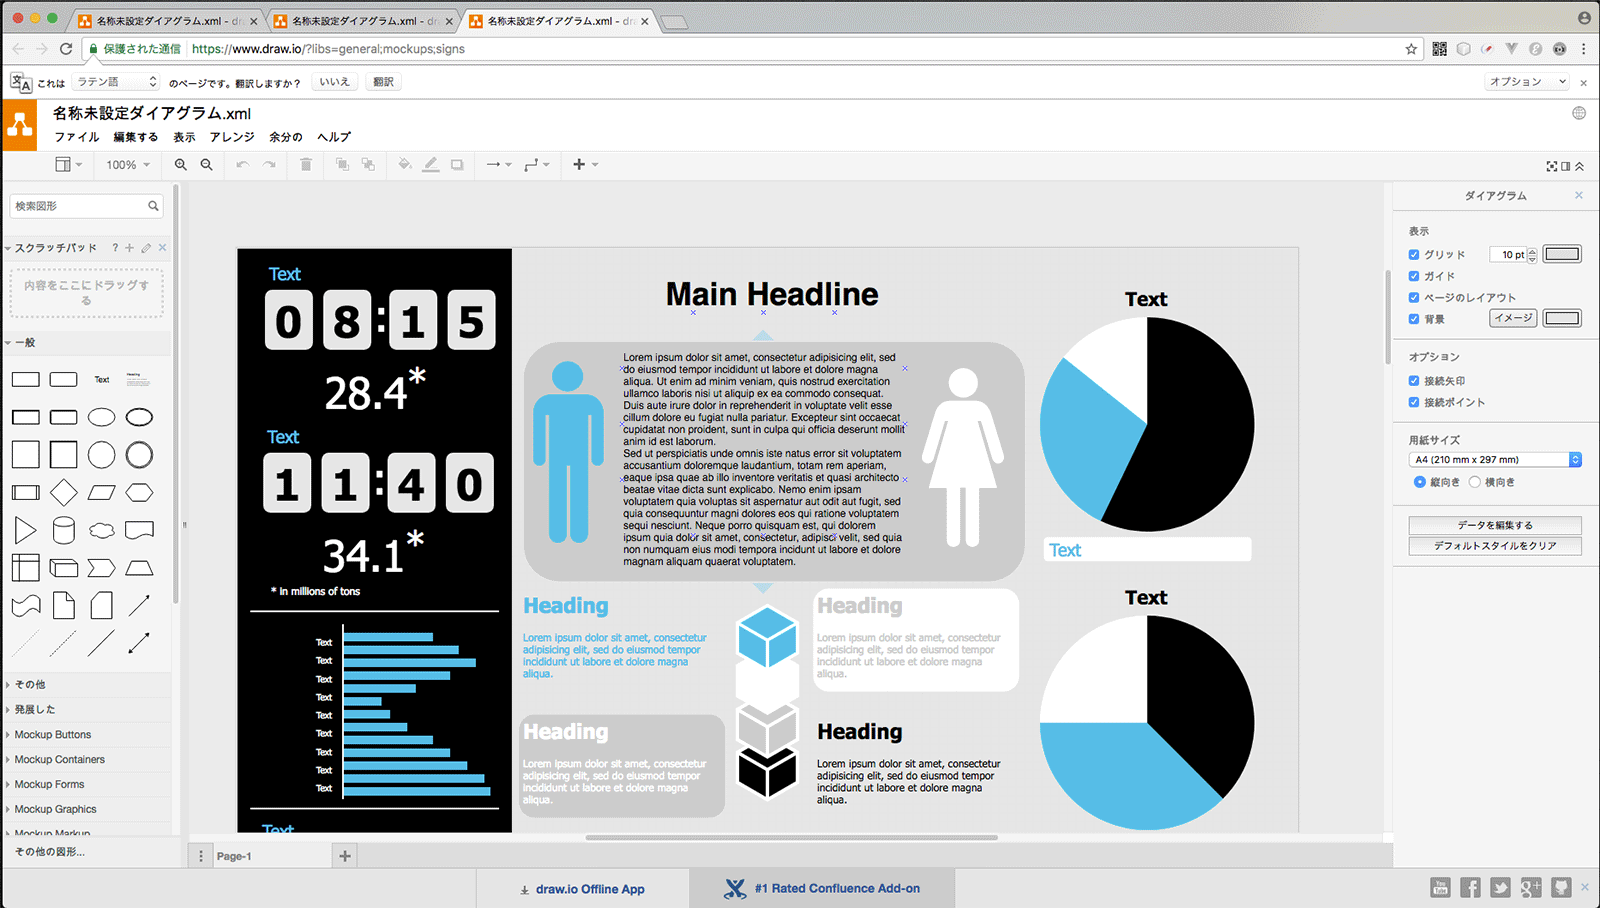 名称未設定ダイアグラム.xml - dr
名称未設定ダイアグラム.xml - dr
名称未設定ダイアグラム.xml - dr
保護された通信 https://www.draw.io/?libs=general;mockups;signs
これは ラテン語 のページです。翻訳しますか？ いいえ 翻訳 オプション
名称未設定ダイアグラム.xml
ファイル 編集する 表示 アレンジ 余分の ヘルプ
100%
検索図形
スクラッチパッド ?
内容をここにドラッグす
る
一般
Text
Heading
その他
発展した
Mockup Buttons
Mockup Containers
Mockup Forms
Mockup Graphics
Mockup Markup
その他の図形...
Text
08:15
28.4*
Text
11:40
34.1*
* In millions of tons
Text
Text
Text
Text
Text
Text
Text
Text
Text
Text
Main Headline
Lorem ipsum dolor sit amet, consectetur adipisicing elit, sed
do eiusmod tempor incididunt ut labore et dolore magna
aliqua. Ut enim ad minim veniam, quis nostrud exercitation
ullamco laboris nisi ut aliquip ex ea commodo consequat.
Duis aute irure dolor in reprehenderit in voluptate velit esse
cillum dolore eu fugiat nulla pariatur. Excepteur sint occaecat
cupidatat non proident, sunt in culpa qui officia deserunt mollit
anim id est laborum.
Sed ut perspiciatis unde omnis iste natus error sit voluptatem
accusantium doloremque laudantium, totam rem aperiam,
eaque ipsa quae ab illo inventore veritatis et quasi architecto
beatae vitae dicta sunt explicabo. Nemo enim ipsam
voluptatem quia voluptas sit aspernatur aut odit aut fugit, sed
quia consequuntur magni dolores eos qui ratione voluptatem
sequi nesciunt. Neque porro quisquam est, qui dolorem
ipsum quia dolor sit amet, consectetur, adipisci velit, sed quia
non numquam eius modi tempora incidunt ut labore et dolore
magnam aliquam quaerat voluptatem.
Heading
Lorem ipsum dolor sit amet, consectetur
adipisicing elit, sed do eiusmod tempor
incididunt ut labore et dolore magna
aliqua.
Heading
Lorem ipsum dolor sit amet, consectetur
adipisicing elit, sed do eiusmod tempor
incididunt ut labore et dolore magna
aliqua.
Heading
Lorem ipsum dolor sit amet, consectetur
adipisicing elit, sed do eiusmod tempor
incididunt ut labore et dolore magna
aliqua.
Heading
Lorem ipsum dolor sit amet, consectetur
adipisicing elit, sed do eiusmod tempor
incididunt ut labore et dolore magna
aliqua.
Text
Text
Text
ダイアグラム
表示
グリッド 10 pt
ガイド
ページのレイアウト
背景 イメージ
オプション
接続矢印
接続ポイント
用紙サイズ
A4 (210 mm x 297 mm)
縦向き 横向き
データを編集する
デフォルトスタイルをクリア
Page-1
draw.io Offline App
#1 Rated Confluence Add-on
You
Tube
g+